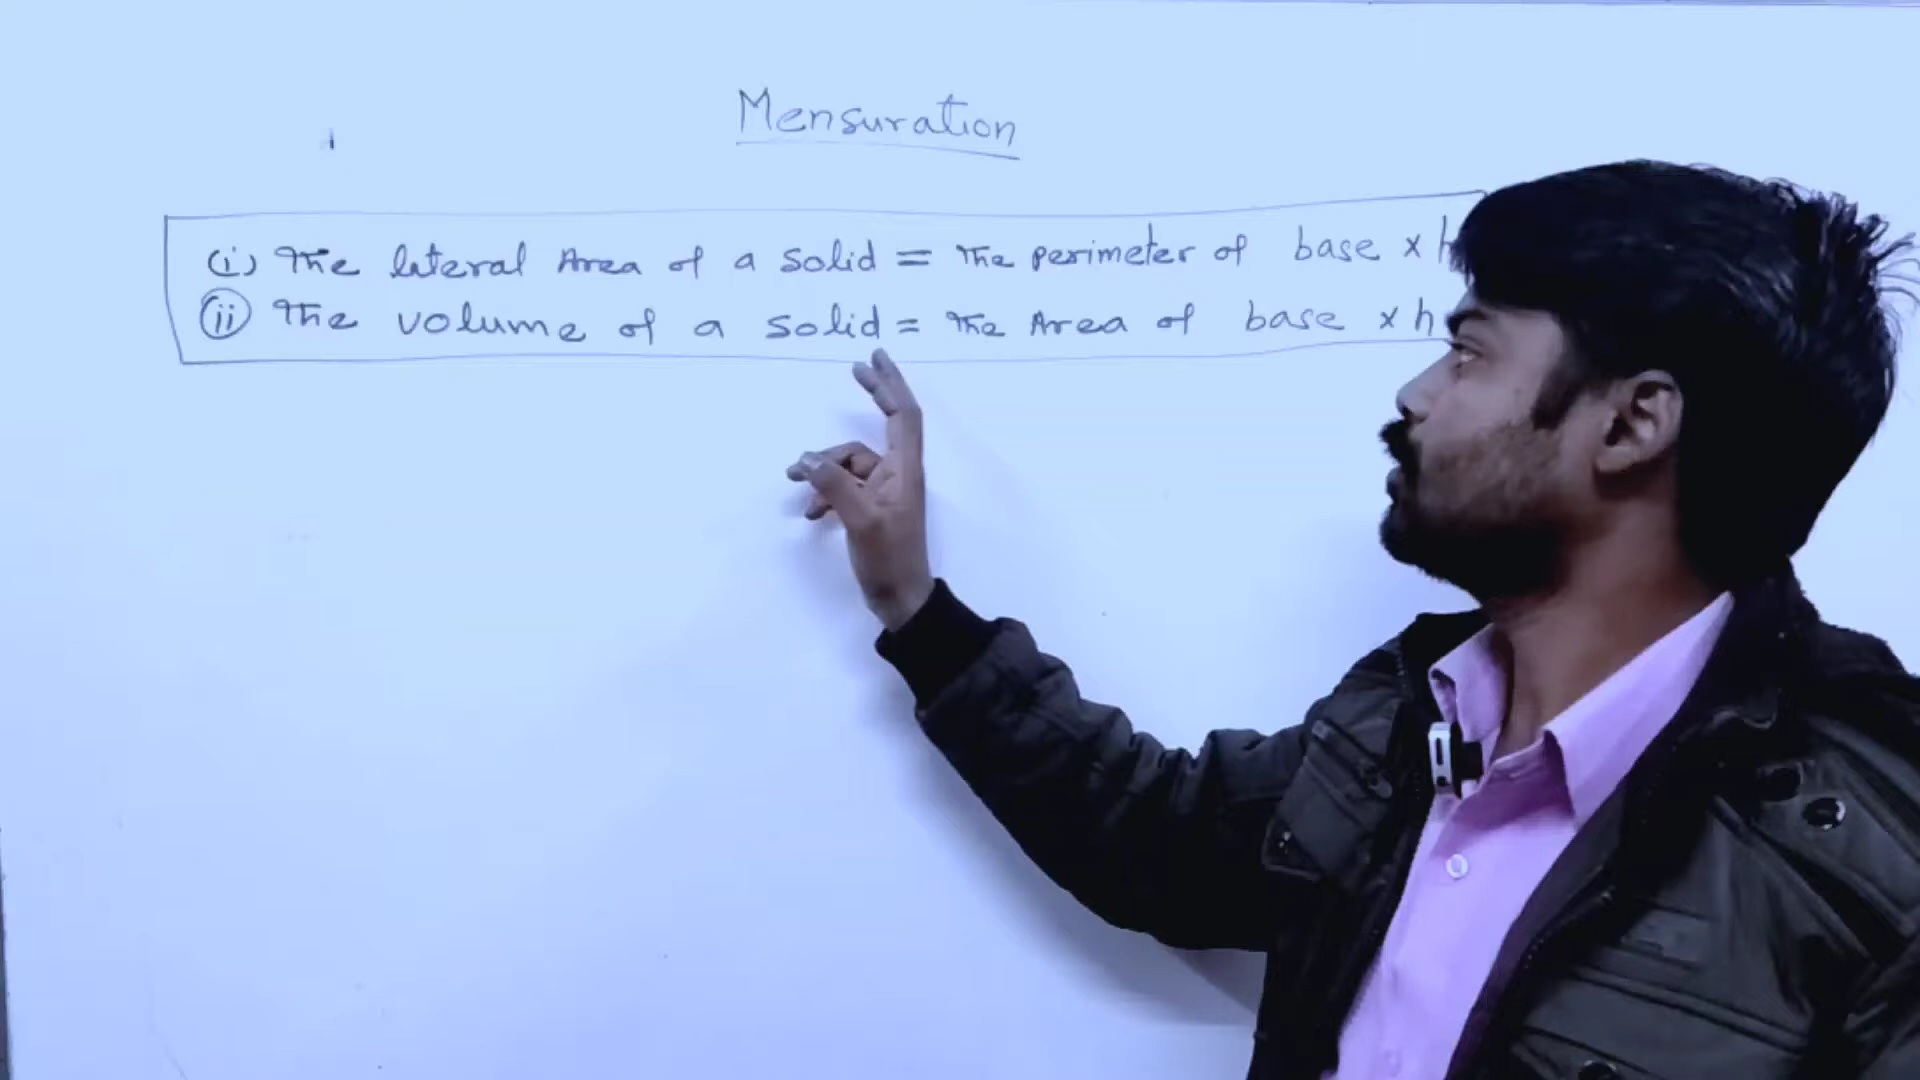 Mensuration
(i) The lateral Area of a solid = The perimeter of base × h
(ii) The volume of a solid = The Area of base × h